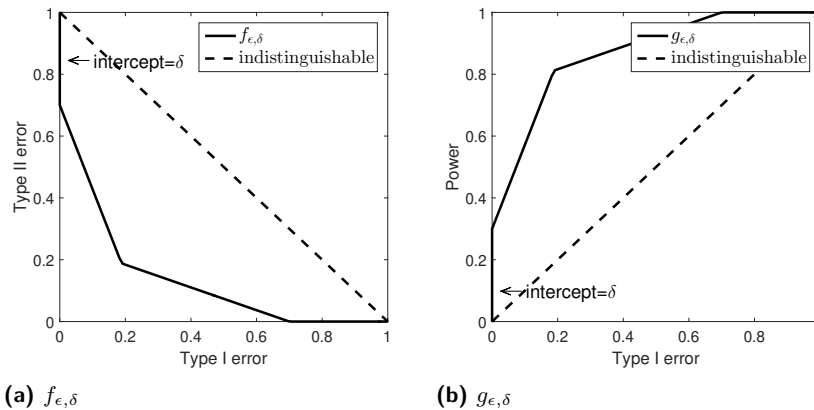 1
0.8
0.6
0.4
0.2
0
Type II error
intercept=δ
f_{ϵ,δ}
indistinguishable
0 0.2 0.4 0.6 0.8 1
Type I error
(a) f_{ϵ,δ}
1
0.8
0.6
0.4
0.2
0
Power
g_{ϵ,δ}
indistinguishable
intercept=δ
0 0.2 0.4 0.6 0.8
Type I error
(b) g_{ϵ,δ}